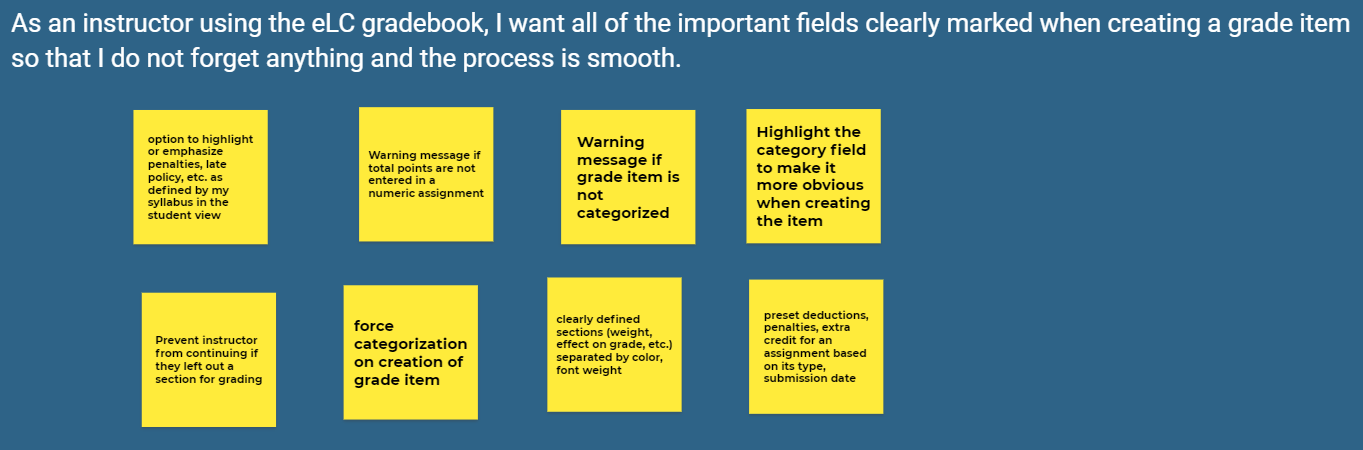 As an instructor using the eLC gradebook, I want all of the important fields clearly marked when creating a grade item
so that I do not forget anything and the process is smooth.
option to highlight
or emphasize
penalties, late
policy, etc. as
defined by my
syllabus in the
student view
Warning message if
total points are not
entered in a
numeric assignment
Warning
message if
grade item is
not
categorized
Highlight the
category field
to make it
more obvious
when creating
the item
Prevent instructor
from continuing if
they left out a
section for grading
force
categorization
on creation of
grade item
clearly defined
sections (weight,
effect on grade, etc.)
separated by color,
font weight
preset deductions,
penalties, extra
credit for an
assignment based
on its type,
submission date